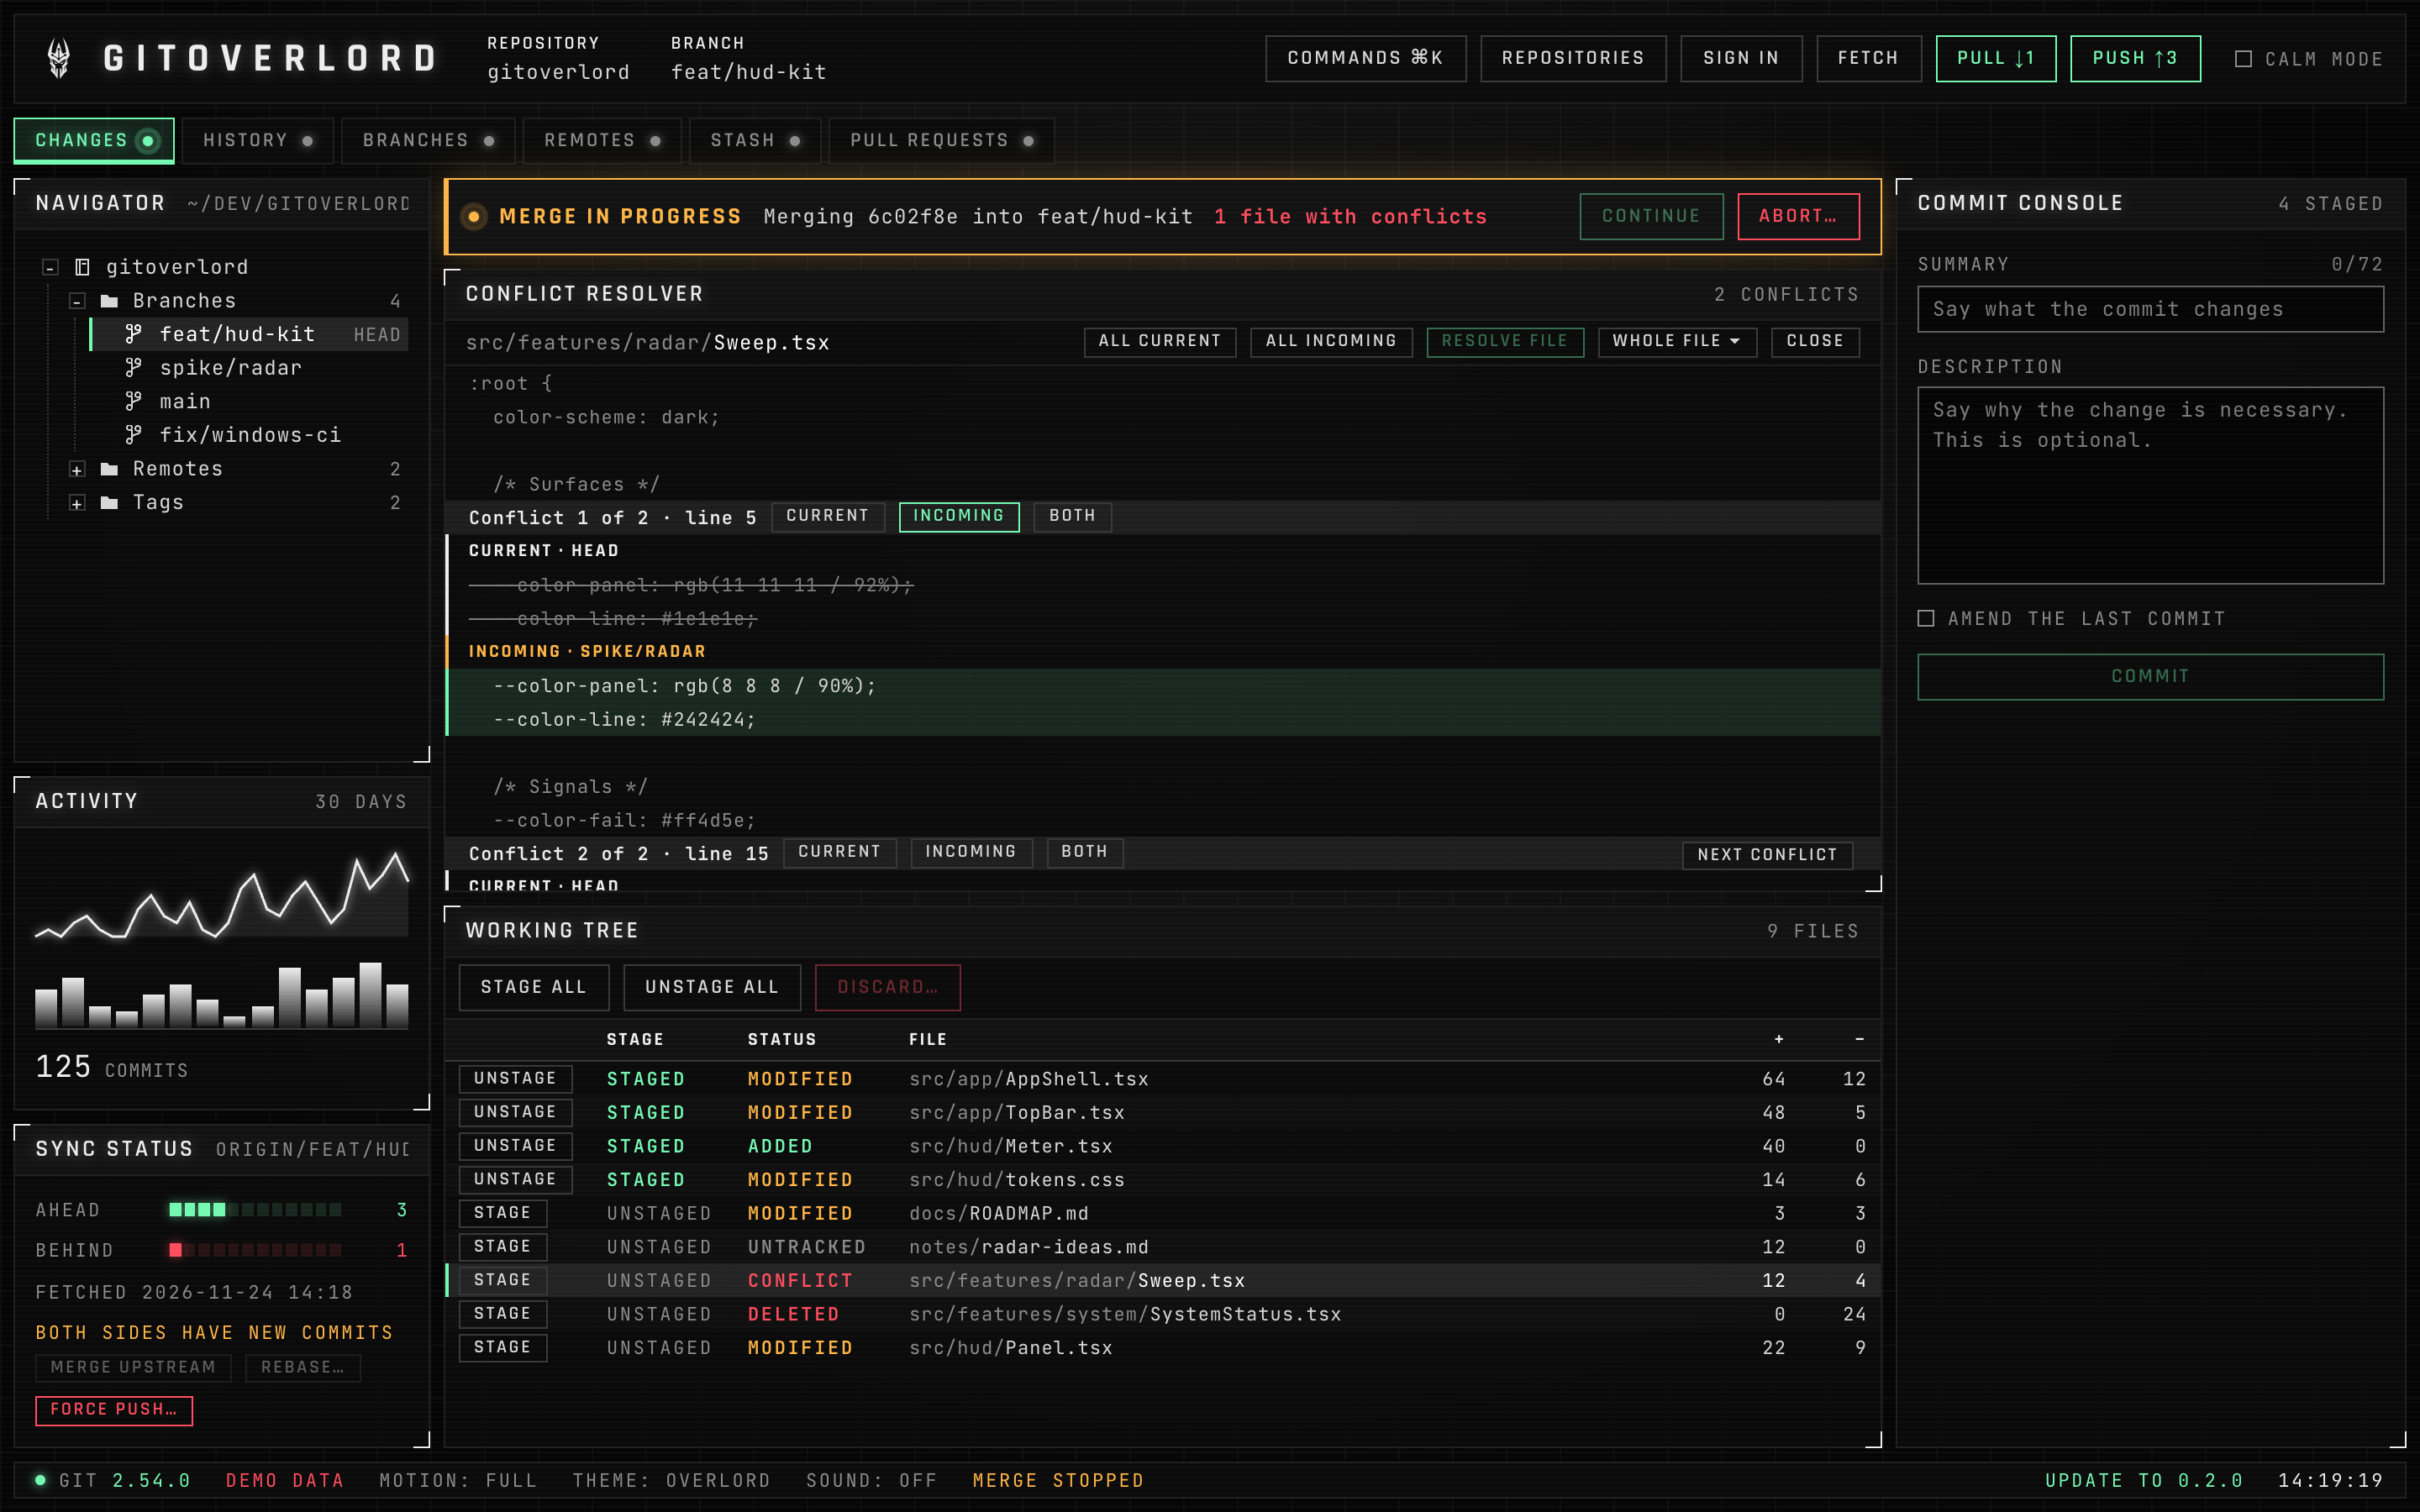 GITOVERLORD
REPOSITORY
gitoverlord
BRANCH
feat/hud-kit
COMMANDS ⌘K
REPOSITORIES
SIGN IN
FETCH
PULL ↓1
PUSH ↑3
CALM MODE
CHANGES
HISTORY
BRANCHES
REMOTES
STASH
PULL REQUESTS
NAVIGATOR ~/DEV/GITOVERLORD
- gitoverlord
- Branches 4
feat/hud-kit HEAD
spike/radar
main
fix/windows-ci
+ Remotes 2
+ Tags 2
ACTIVITY 30 DAYS
125 COMMITS
SYNC STATUS ORIGIN/FEAT/HUD
AHEAD 3
BEHIND 1
FETCHED 2026-11-24 14:18
BOTH SIDES HAVE NEW COMMITS
MERGE UPSTREAM REBASE…
FORCE PUSH…
MERGE IN PROGRESS Merging 6c02f8e into feat/hud-kit 1 file with conflicts CONTINUE ABORT…
CONFLICT RESOLVER 2 CONFLICTS
src/features/radar/Sweep.tsx ALL CURRENT ALL INCOMING RESOLVE FILE WHOLE FILE CLOSE
:root {
color-scheme: dark;
/* Surfaces */
Conflict 1 of 2 · line 5 CURRENT INCOMING BOTH
CURRENT · HEAD
--color-panel: rgb(11 11 11 / 92%);
--color-line: #1e1e1e;
INCOMING · SPIKE/RADAR
--color-panel: rgb(8 8 8 / 90%);
--color-line: #242424;
/* Signals */
--color-fail: #ff4d5e;
Conflict 2 of 2 · line 15 CURRENT INCOMING BOTH NEXT CONFLICT
CURRENT · HEAD
WORKING TREE 9 FILES
STAGE ALL UNSTAGE ALL DISCARD…
STAGE STATUS FILE + −
UNSTAGE STAGED MODIFIED src/app/AppShell.tsx 64 12
UNSTAGE STAGED MODIFIED src/app/TopBar.tsx 48 5
UNSTAGE STAGED ADDED src/hud/Meter.tsx 40 0
UNSTAGE STAGED MODIFIED src/hud/tokens.css 14 6
STAGE UNSTAGED MODIFIED docs/ROADMAP.md 3 3
STAGE UNSTAGED UNTRACKED notes/radar-ideas.md 12 0
STAGE UNSTAGED CONFLICT src/features/radar/Sweep.tsx 12 4
STAGE UNSTAGED DELETED src/features/system/SystemStatus.tsx 0 24
STAGE UNSTAGED MODIFIED src/hud/Panel.tsx 22 9
COMMIT CONSOLE 4 STAGED
SUMMARY 0/72
Say what the commit changes
DESCRIPTION
Say why the change is necessary.
This is optional.
AMEND THE LAST COMMIT
COMMIT
GIT 2.54.0 DEMO DATA MOTION: FULL THEME: OVERLORD SOUND: OFF MERGE STOPPED UPDATE TO 0.2.0 14:19:19